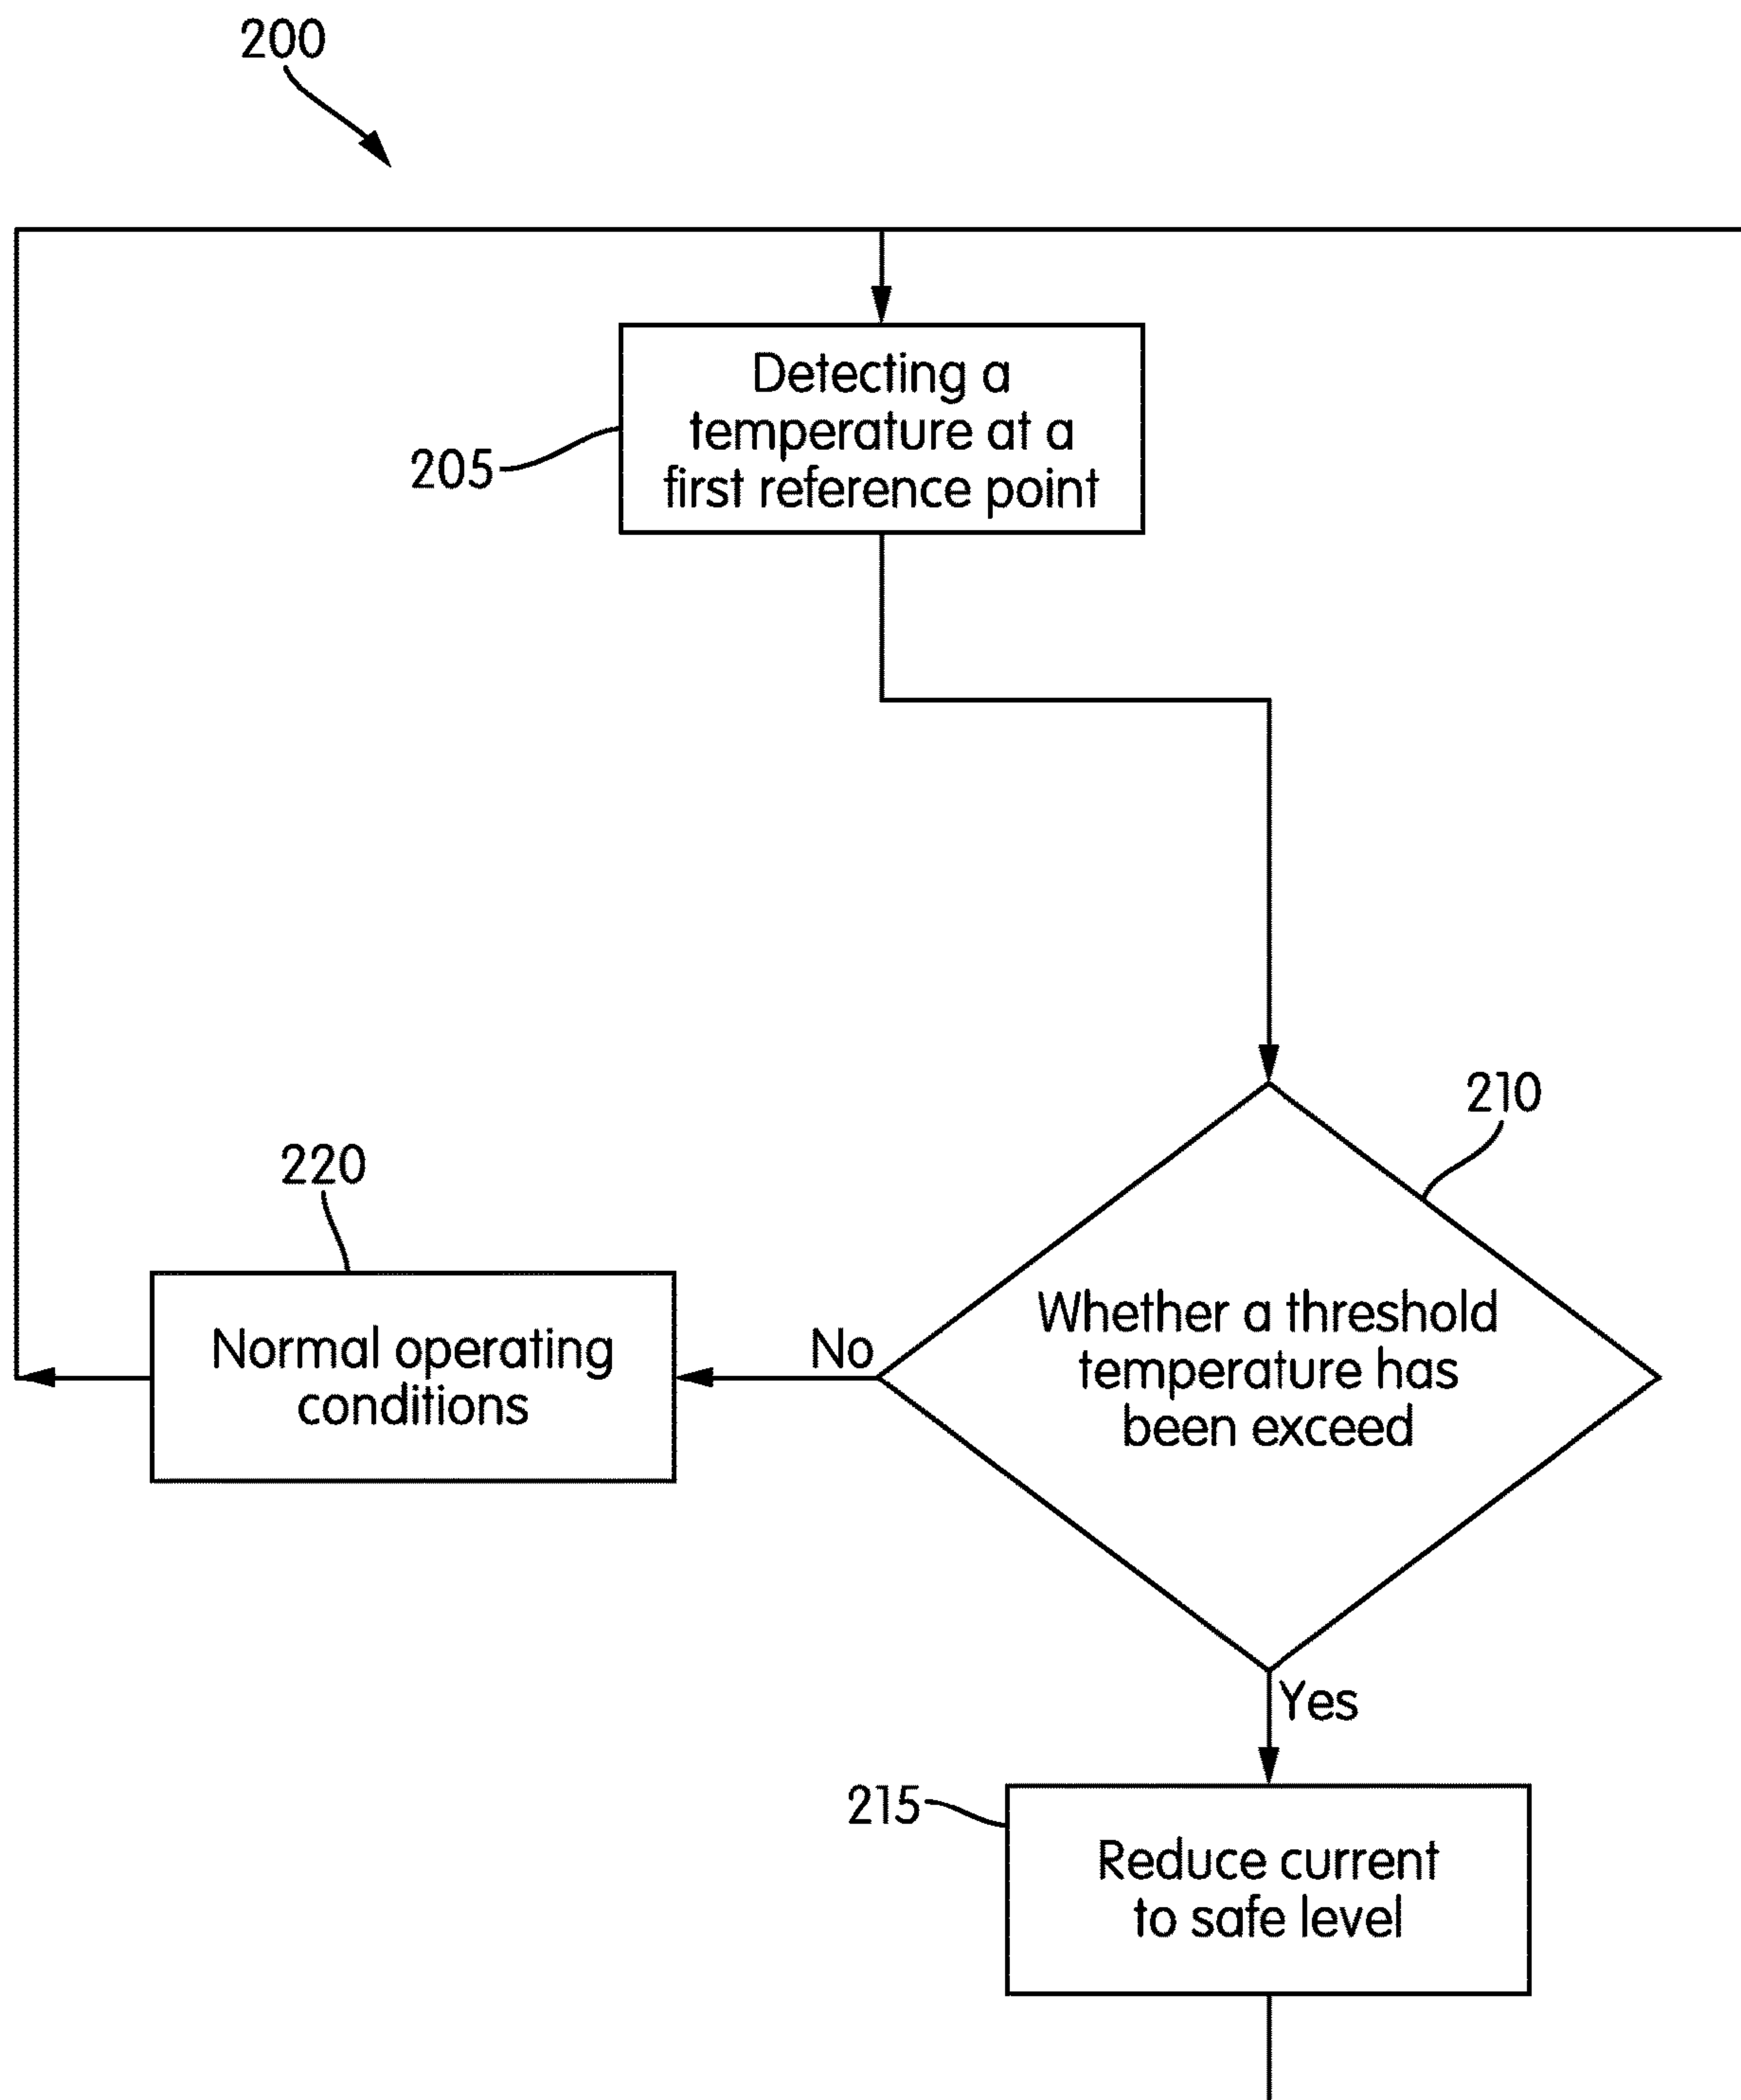 200
Detecting a
temperature at a
first reference point
205
210
220
Whether a threshold
temperature has
been exceed
No
Normal operating
conditions
Yes
215
Reduce current
to safe level